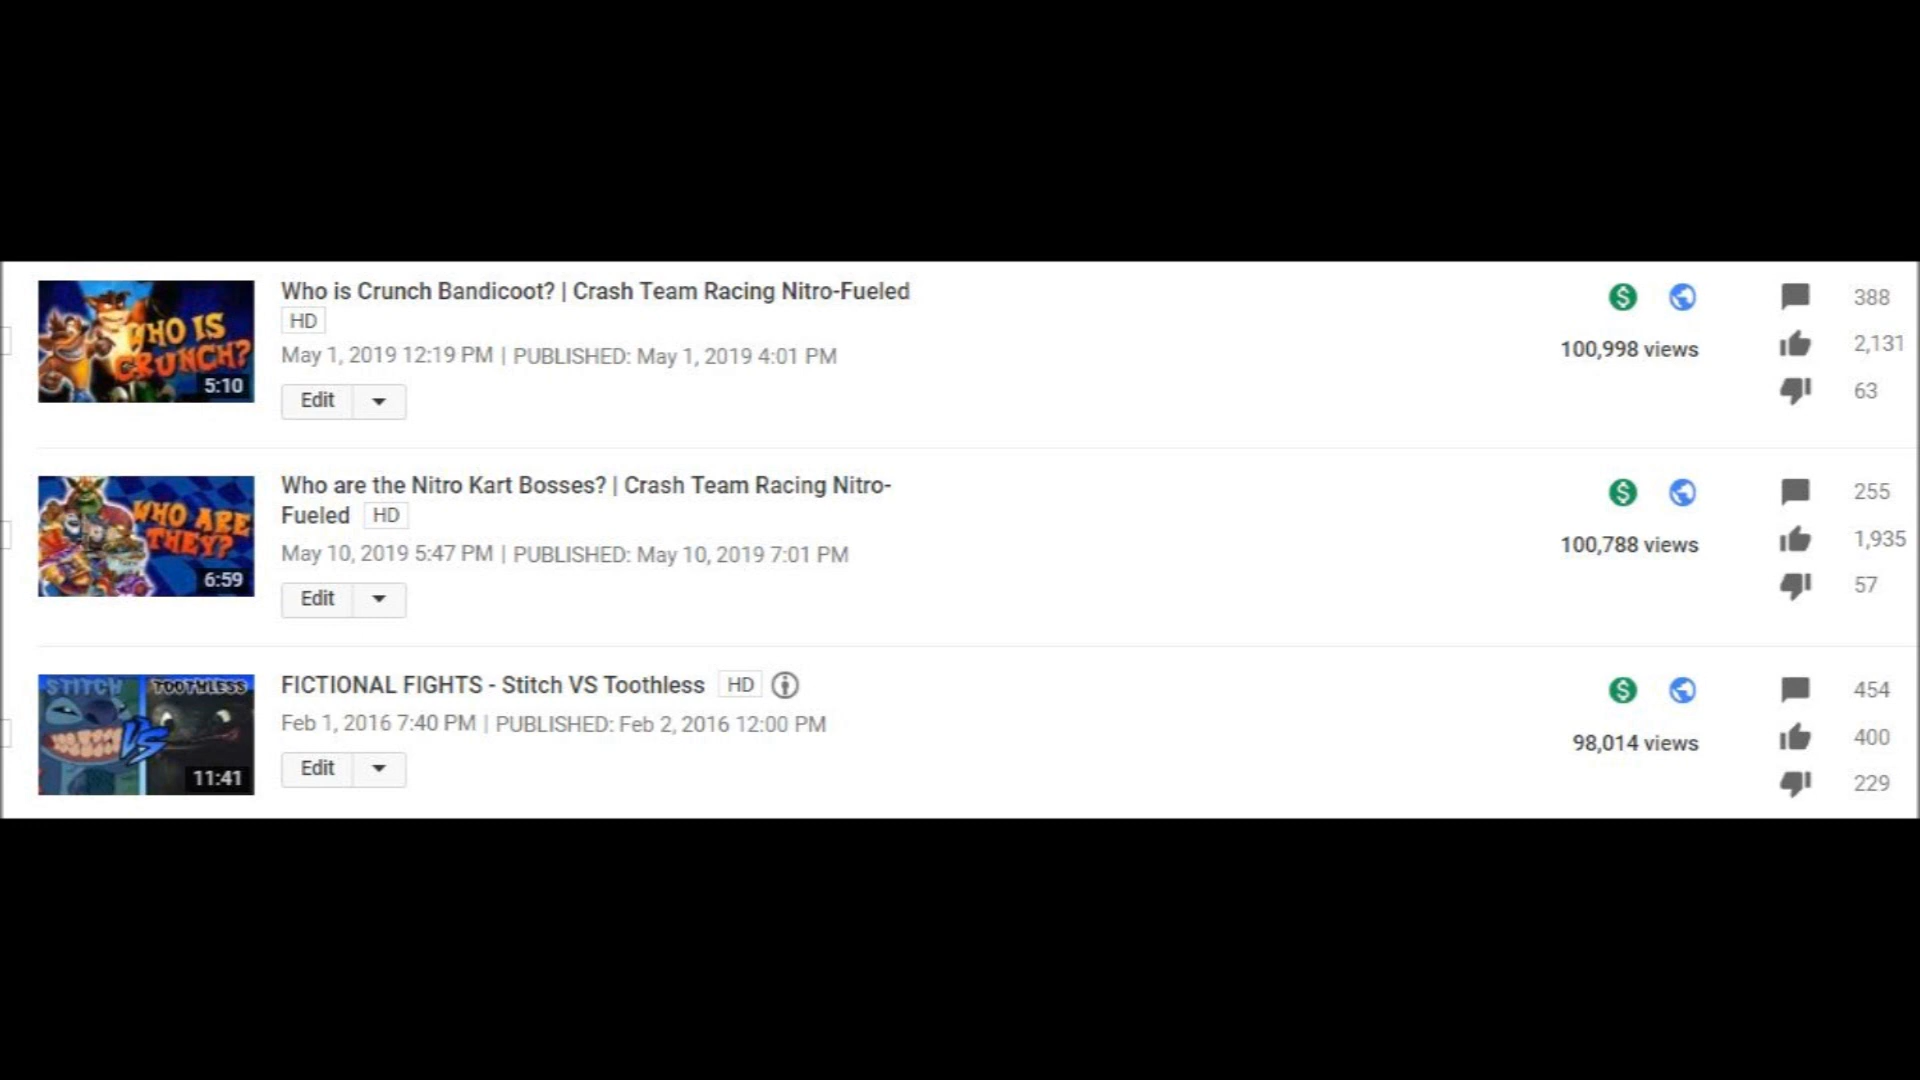 WHO IS
CRUNCH?
5:10
Who is Crunch Bandicoot? | Crash Team Racing Nitro-Fueled
HD
May 1, 2019 12:19 PM | PUBLISHED: May 1, 2019 4:01 PM
Edit
100,998 views
388
2,131
63
WHO ARE
THEY?
6:59
Who are the Nitro Kart Bosses? | Crash Team Racing Nitro-
Fueled HD
May 10, 2019 5:47 PM | PUBLISHED: May 10, 2019 7:01 PM
Edit
100,788 views
255
1,935
57
STITCH TOOTHLESS
VS
11:41
FICTIONAL FIGHTS - Stitch VS Toothless HD
Feb 1, 2016 7:40 PM | PUBLISHED: Feb 2, 2016 12:00 PM
Edit
98,014 views
454
400
229